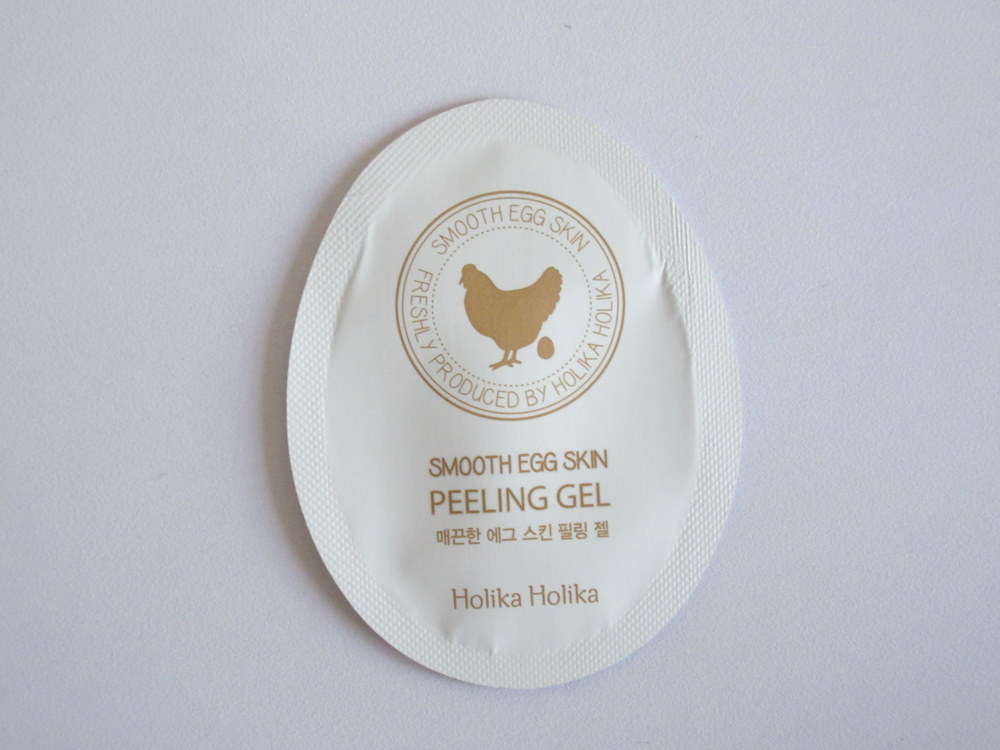 SMOOTH EGG SKIN
FRESHLY PRODUCED BY HOLIKA HOLIKA
SMOOTH EGG SKIN
PEELING GEL
매끈한 에그 스킨 필링 젤
Holika Holika